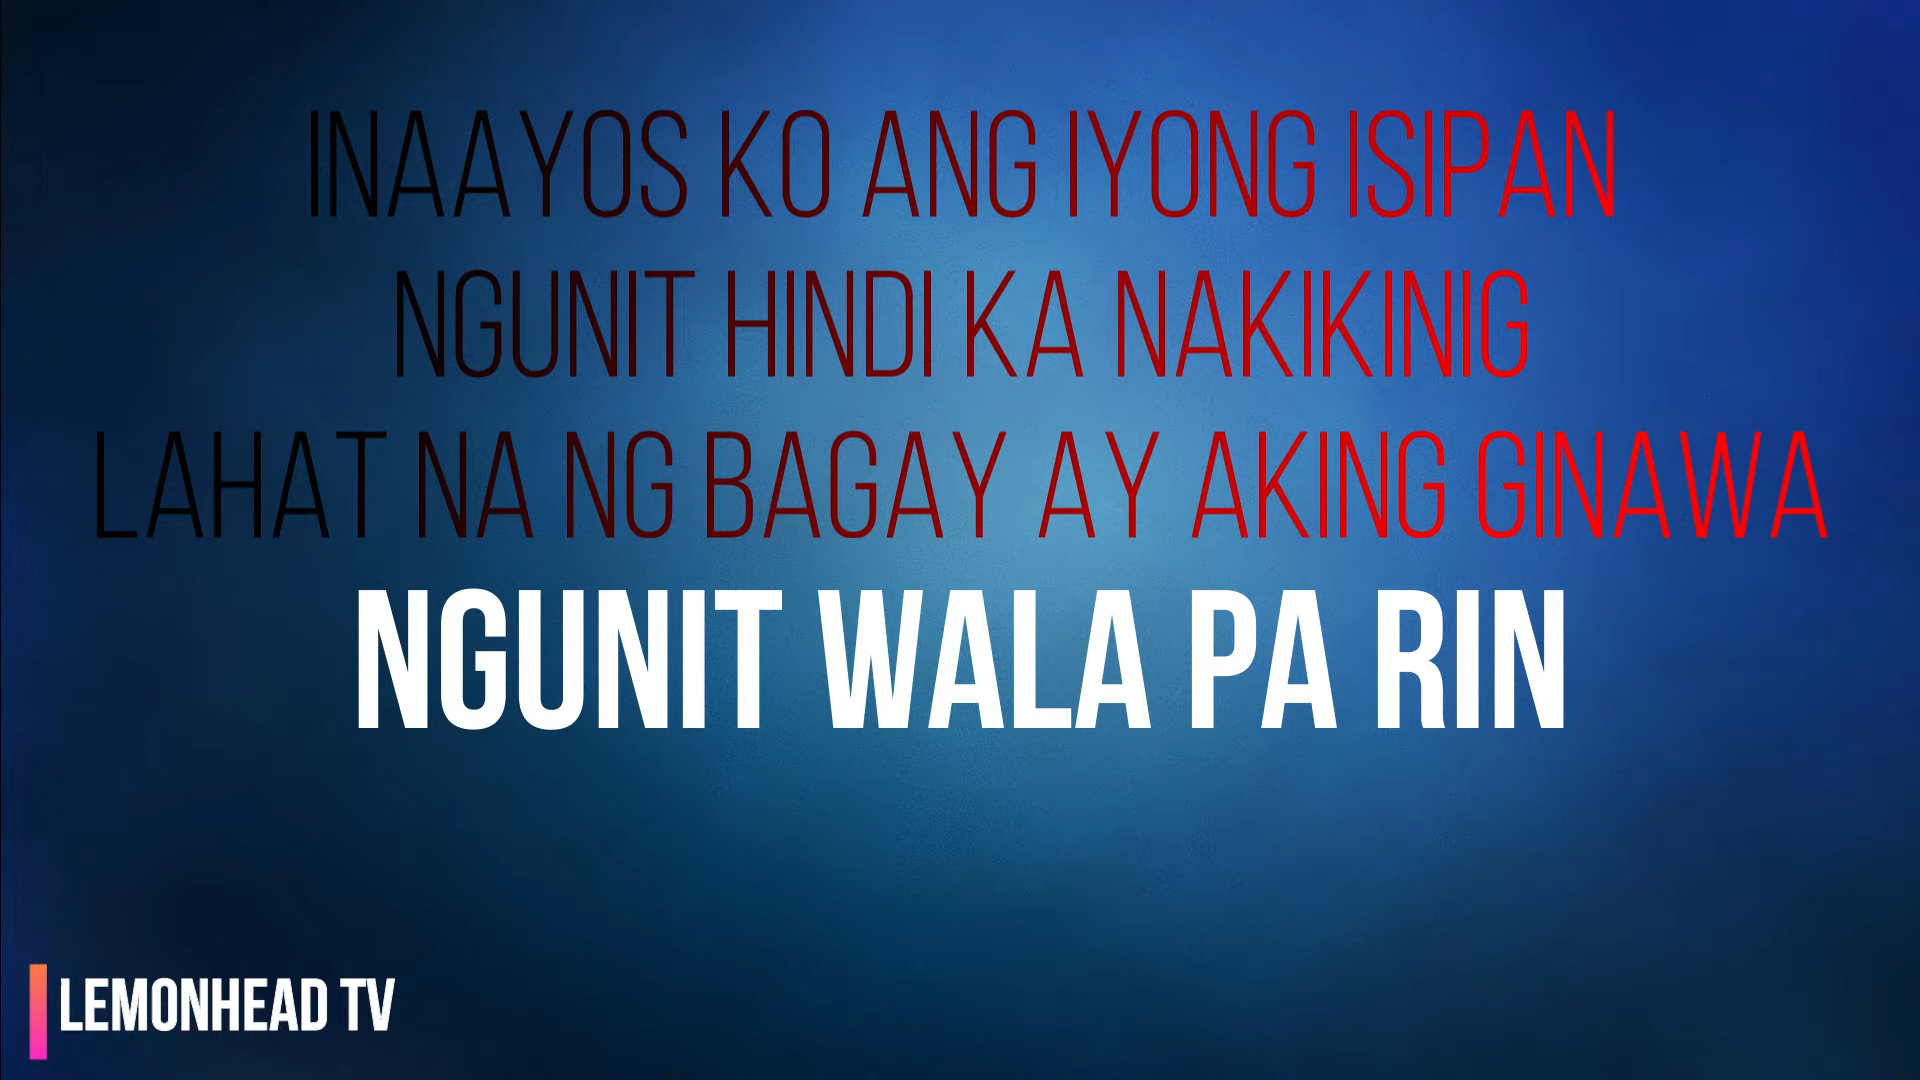 INAAYOS KO ANG IYONG ISIPAN
NGUNIT HINDI KA NAKIKINIG
LAHAT NA NG BAGAY AY AKING GINAWA
NGUNIT WALA PA RIN
LEMONHEAD TV